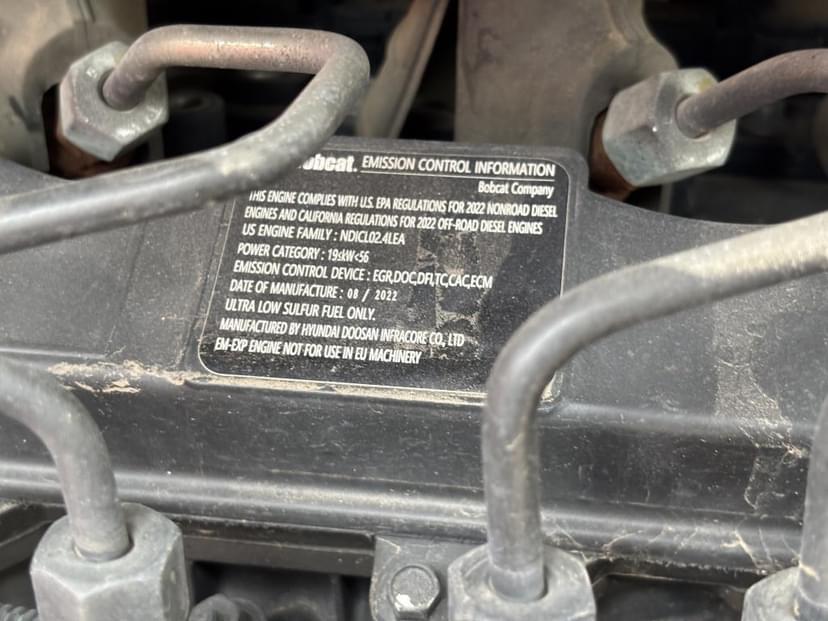 bobcat. EMISSION CONTROL INFORMATION
Bobcat Company
THIS ENGINE COMPLIES WITH U.S. EPA REGULATIONS FOR 2022 NONROAD DIESEL
ENGINES AND CALIFORNIA REGULATIONS FOR 2022 OFF-ROAD DIESEL ENGINES
US ENGINE FAMILY : NDICL02.4LEA
POWER CATEGORY : 19≤kW<56
EMISSION CONTROL DEVICE : EGR,DOC,DFI,TC,CAC,ECM
DATE OF MANUFACTURE : 08 / 2022
ULTRA LOW SULFUR FUEL ONLY.
MANUFACTURED BY HYUNDAI DOOSAN INFRACORE CO., LTD
EM-EXP ENGINE NOT FOR USE IN EU MACHINERY